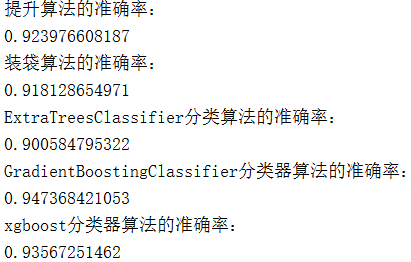 提升算法的准确率：
0.923976608187
装袋算法的准确率：
0.918128654971
ExtraTreesClassifier分类算法的准确率：
0.900584795322
GradientBoostingClassifier分类器算法的准确率：
0.947368421053
xgboost分类器算法的准确率：
0.93567251462